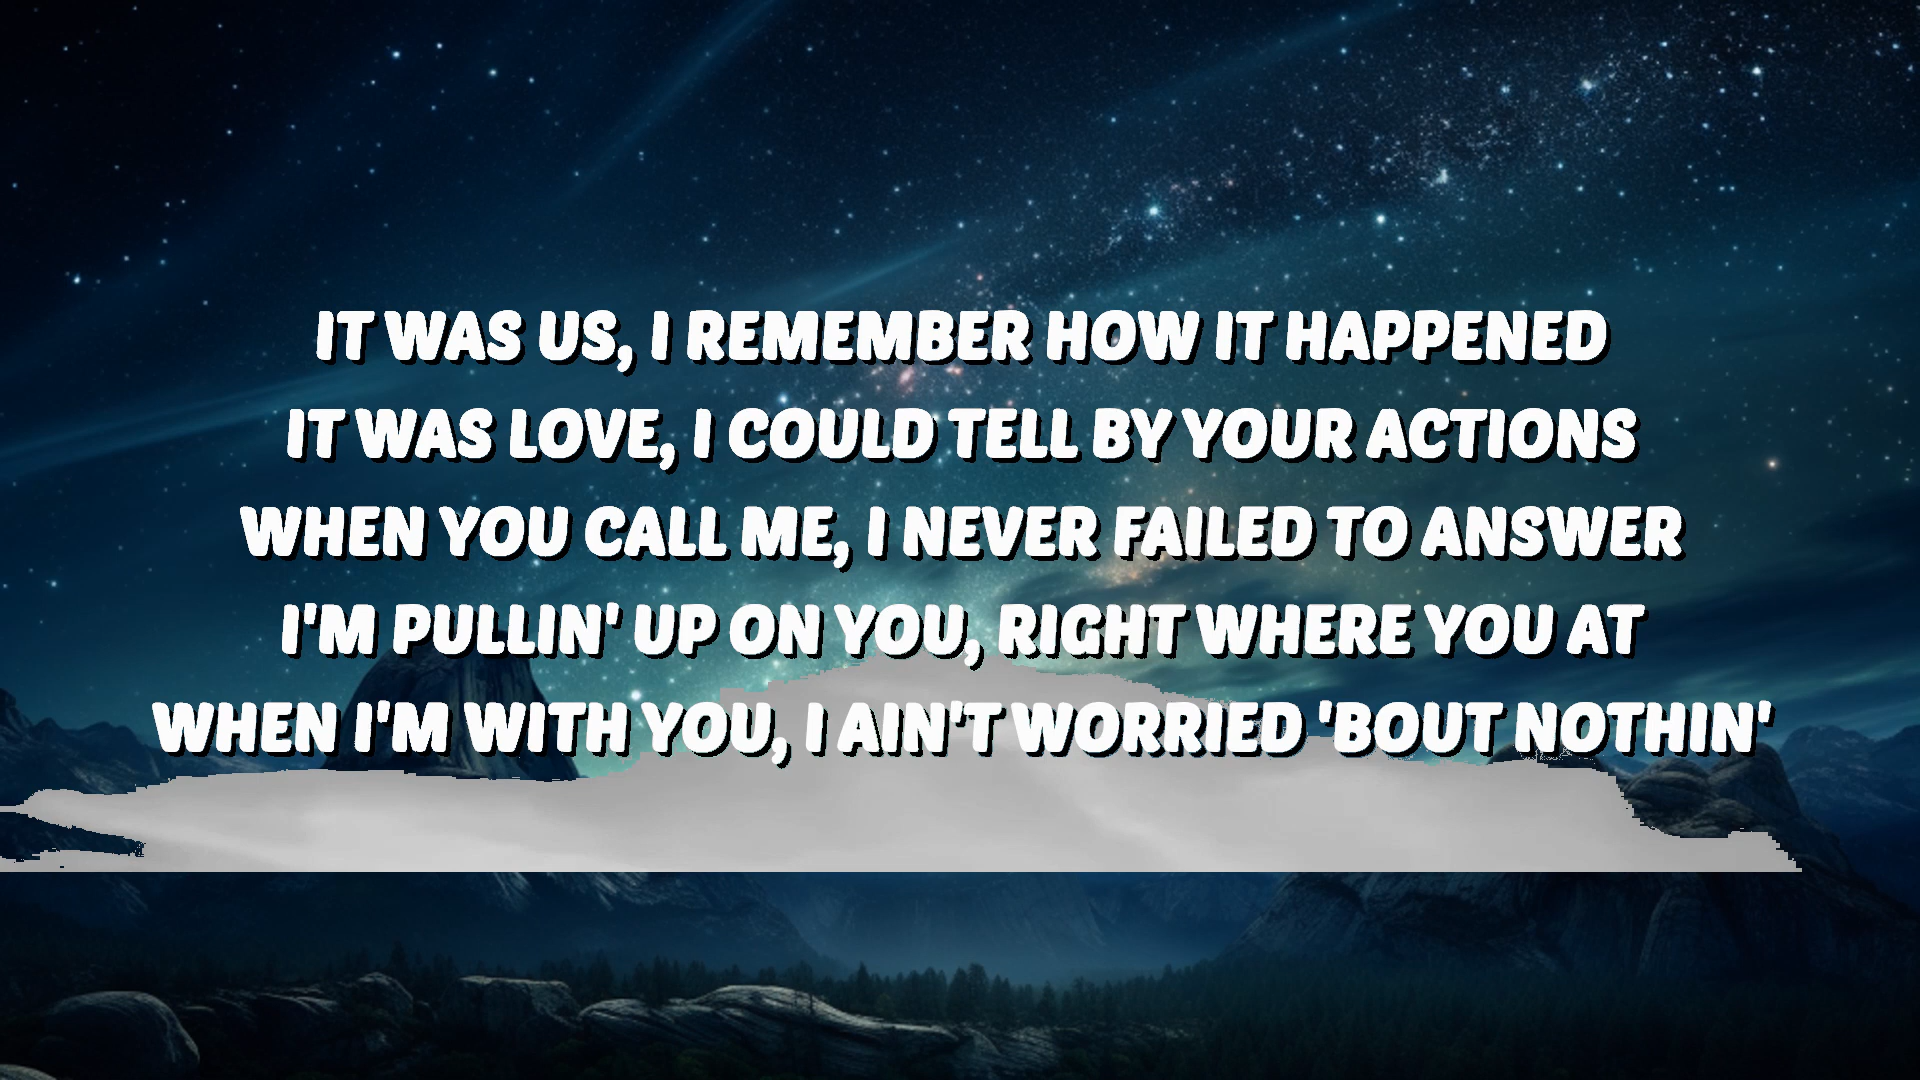 IT WAS US, I REMEMBER HOW IT HAPPENED
IT WAS LOVE, I COULD TELL BY YOUR ACTIONS
WHEN YOU CALL ME, I NEVER FAILED TO ANSWER
I'M PULLIN' UP ON YOU, RIGHT WHERE YOU AT
WHEN I'M WITH YOU, I AIN'T WORRIED 'BOUT NOTHIN'